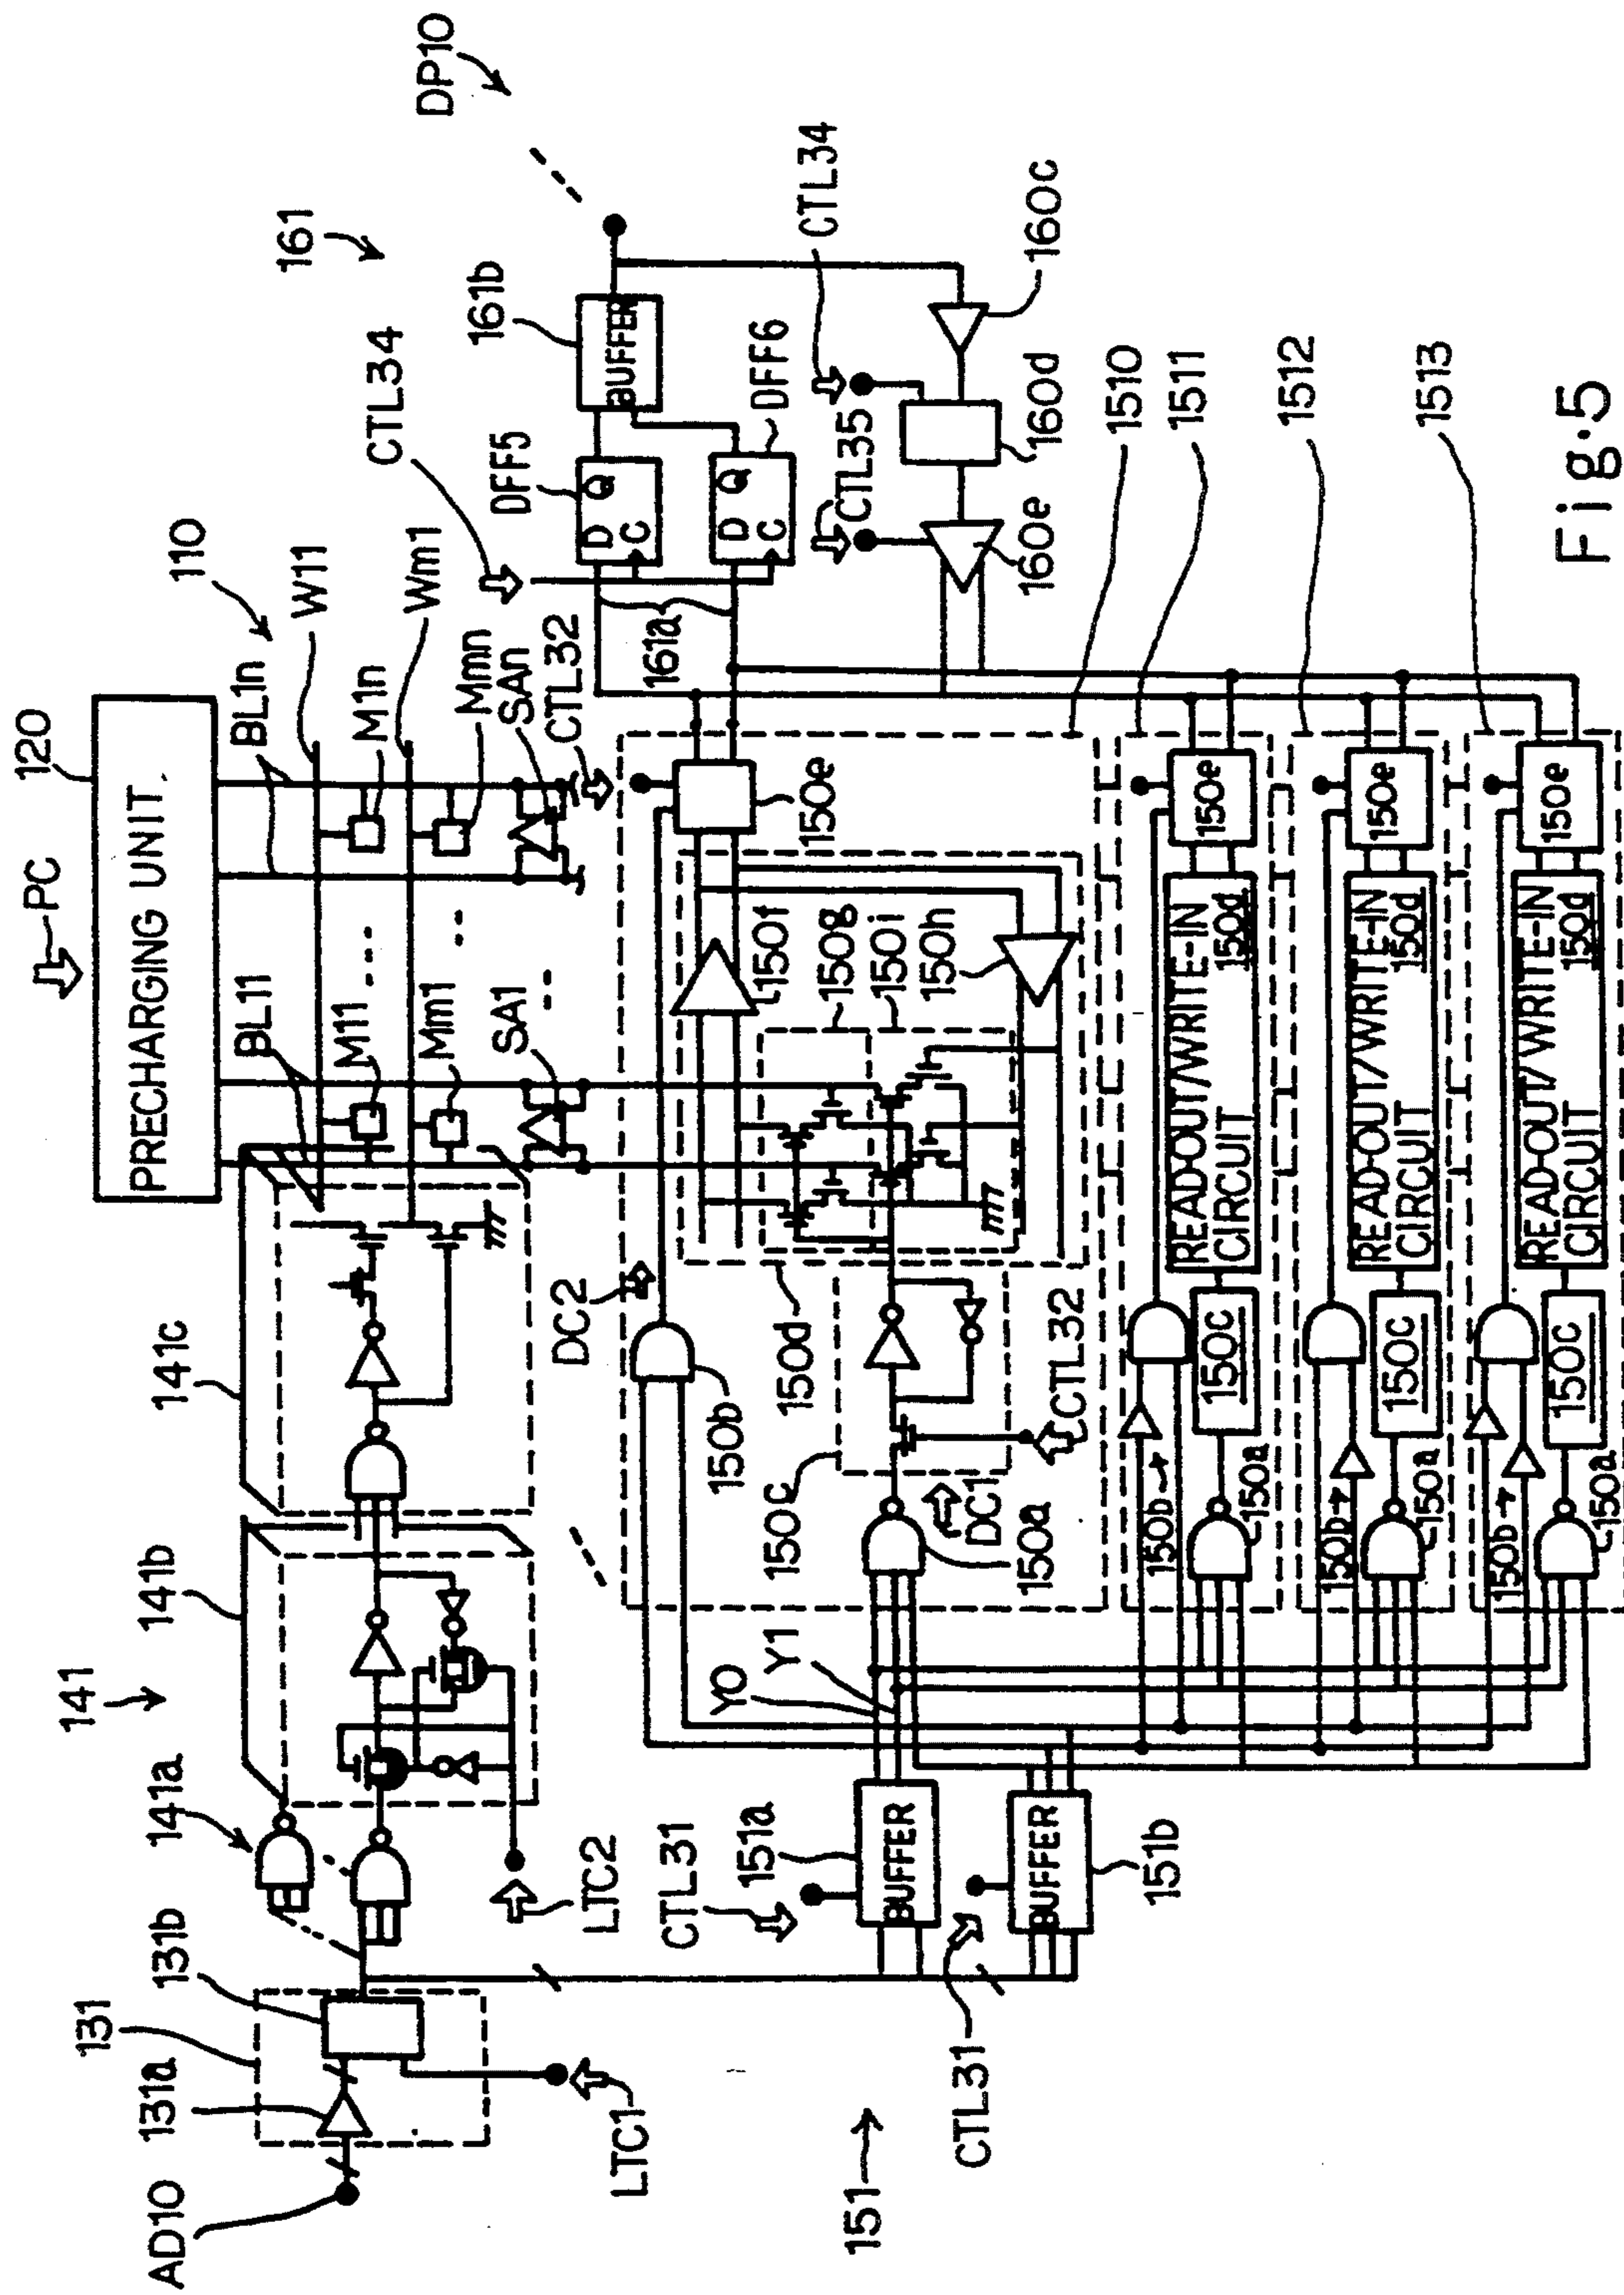 PC
120
PRECHARGING UNIT
110
BL11
BL1n
W11
M11
M1n
Wm1
Mm1
Mmn
SA1
SAn
CTL32
141
141a
141b
141c
131
131a
131b
AD10
LTC1
LTC2
161
161b
CTL34
DFF5
D Q
C
BUFFER
DP10
DFF6
D Q
C
161a
CTL34
CTL35
160c
160d
160e
DC2
150b
150d
150e
150f
150g
150i
150h
150c
CTL32
DC1
150a
Y0
Y1
CTL31
151a
BUFFER
BUFFER
151b
CTL31
151
1510
1511
1512
1513
150b
150a
150c
READ-OUT/WRITE-IN
CIRCUIT 150d
150e
150b
150a
150c
READ-OUT/WRITE-IN
CIRCUIT 150d
150e
150b
150a
150c
READ-OUT/WRITE-IN
CIRCUIT 150d
150e
Fig.5